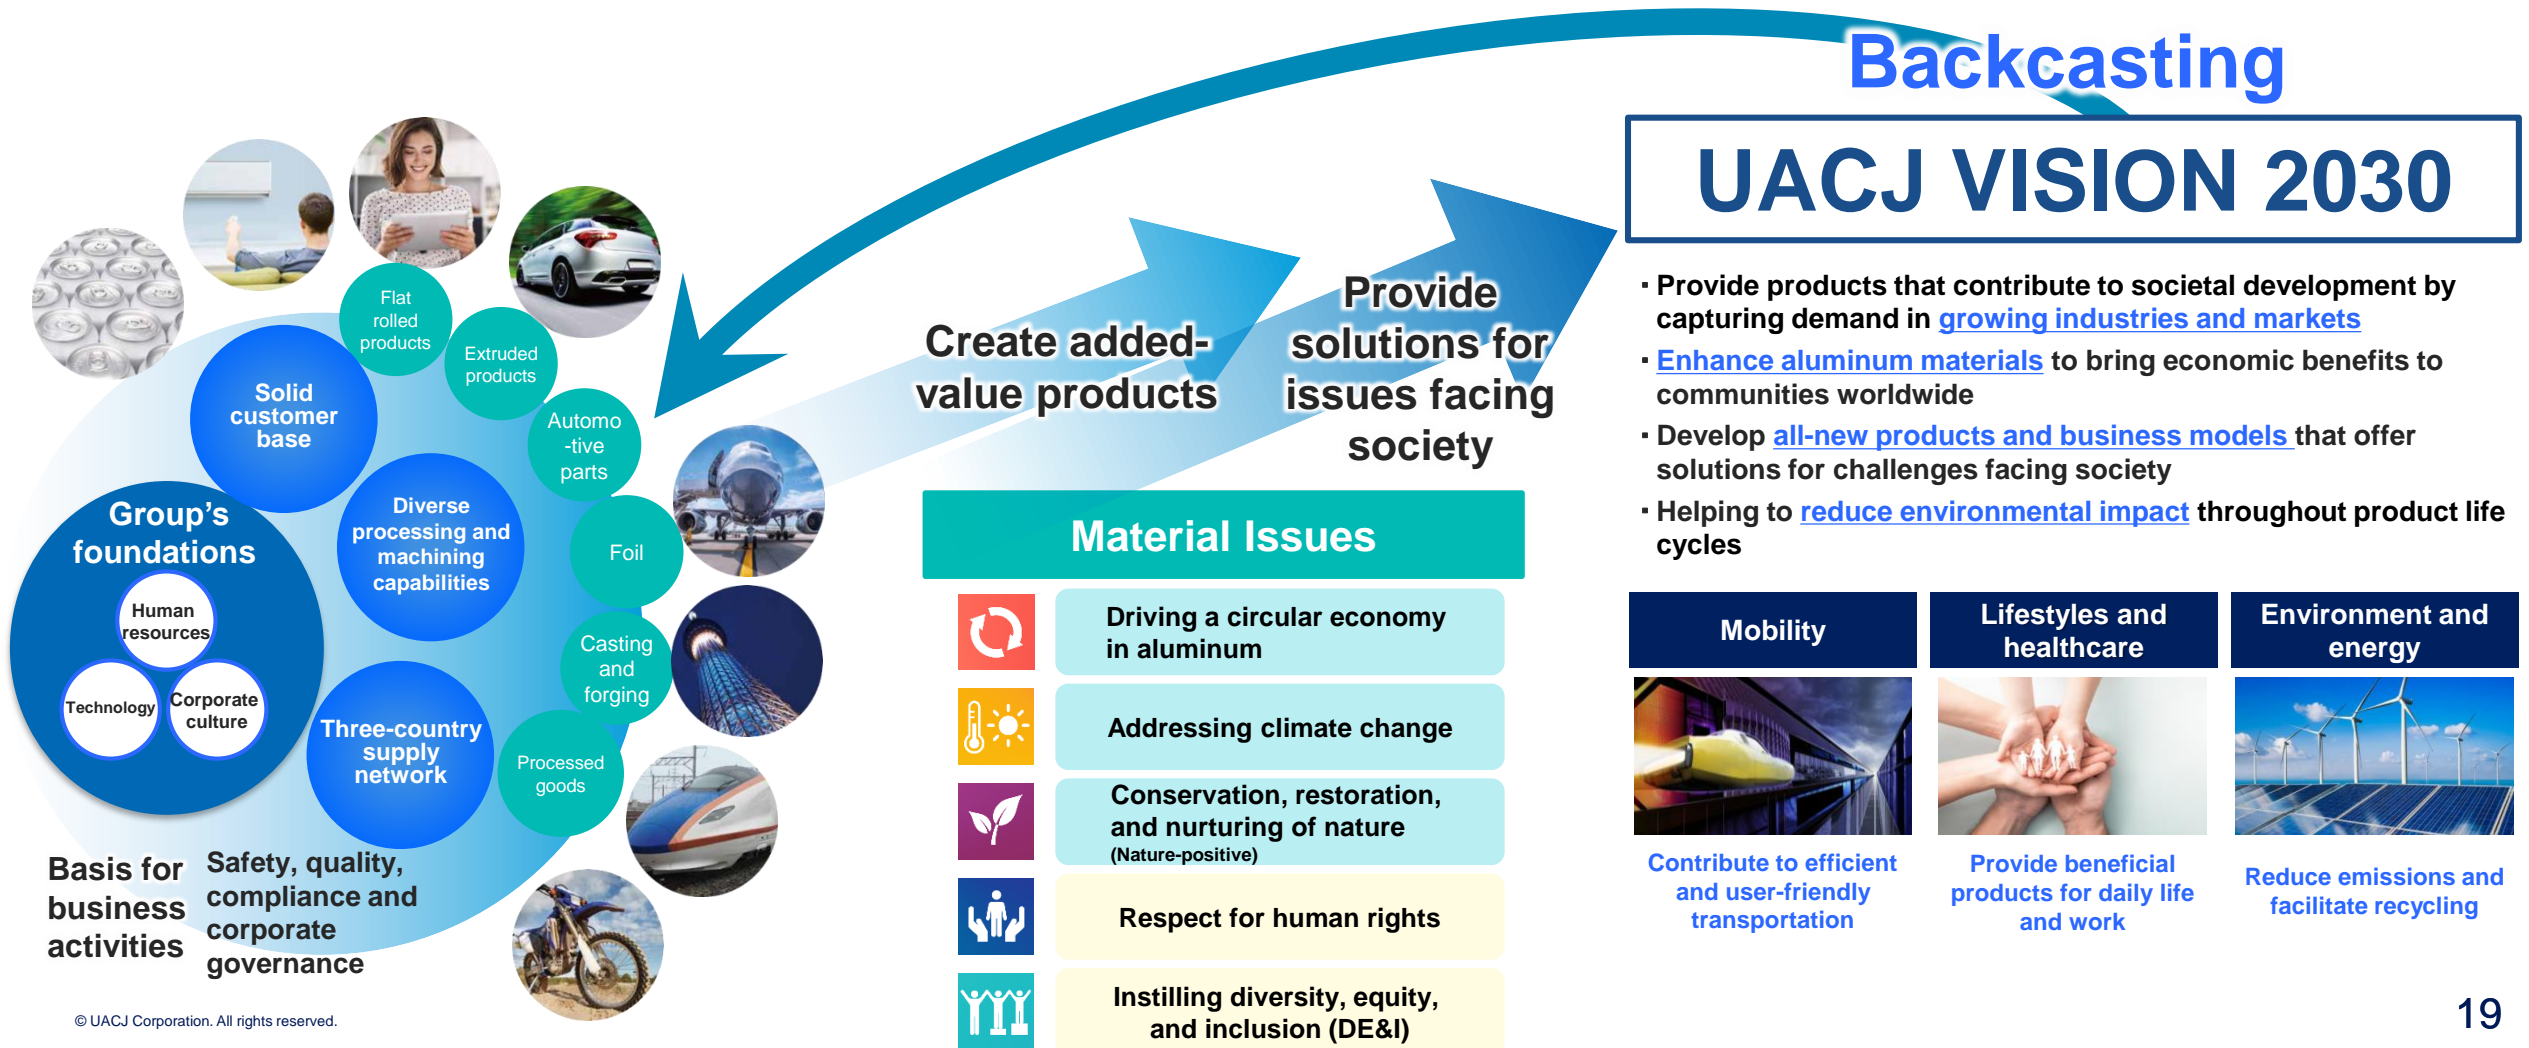 Backcasting
UACJ VISION 2030
▪ Provide products that contribute to societal development by
capturing demand in growing industries and markets
▪ Enhance aluminum materials to bring economic benefits to
communities worldwide
▪ Develop all-new products and business models that offer
solutions for challenges facing society
▪ Helping to reduce environmental impact throughout product life
cycles
Mobility
Contribute to efficient
and user-friendly
transportation
Lifestyles and
healthcare
Provide beneficial
products for daily life
and work
Environment and
energy
Reduce emissions and
facilitate recycling
Create added-
value products
Provide
solutions for
issues facing
society
Material Issues
Driving a circular economy
in aluminum
Addressing climate change
Conservation, restoration,
and nurturing of nature
(Nature-positive)
Respect for human rights
Instilling diversity, equity,
and inclusion (DE&I)
Flat
rolled
products
Extruded
products
Automo
-tive
parts
Foil
Casting
and
forging
Processed
goods
Solid
customer
base
Diverse
processing and
machining
capabilities
Three-country
supply
network
Group’s
foundations
Human
resources
Technology
Corporate
culture
Basis for
business
activities
Safety, quality,
compliance and
corporate
governance
© UACJ Corporation. All rights reserved.
19